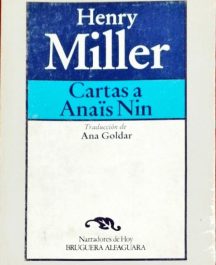 Henry
Miller
Cartas a
Anaïs Nin
Traducción de
Ana Goldar
Narradores de Hoy
BRUGUERA ALFAGUARA